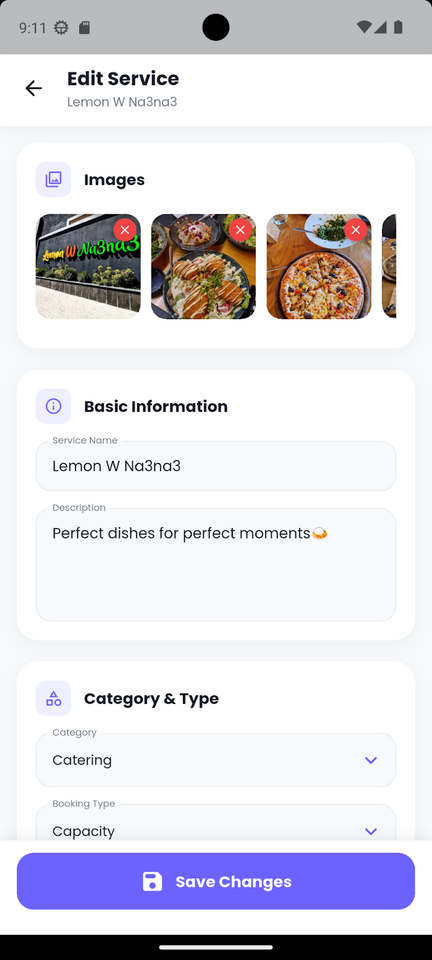 9:11
Edit Service
Lemon W Na3na3
Images
Lemon W Na3na3
Basic Information
Service Name
Lemon W Na3na3
Description
Perfect dishes for perfect moments🍛
Category & Type
Category
Catering
Booking Type
Capacity
Save Changes